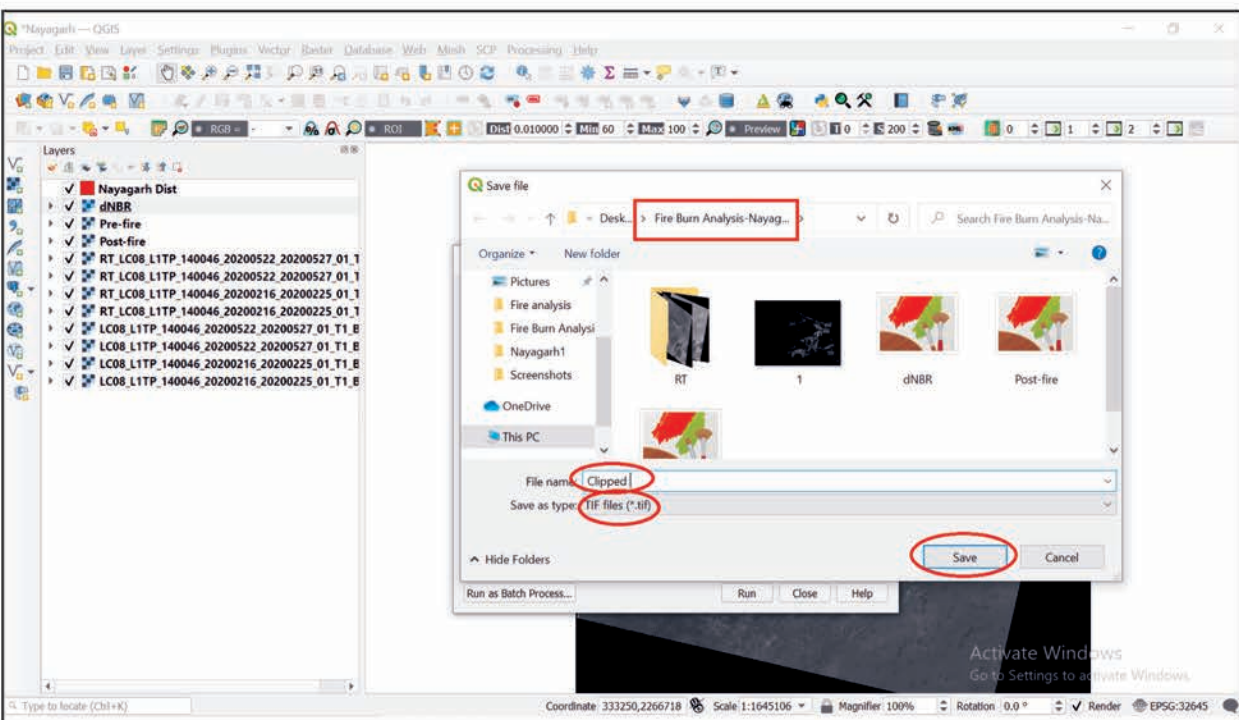 *Nayagarh — QGIS
Project Edit View Layer Settings Plugins Vector Raster Database Web Mesh SCP Processing Help
RGB = -
ROI
Dist 0.010000 Min 60 Max 100
Preview
T 0 S 200
0 1 2
Layers
Nayagarh Dist
dNBR
Pre-fire
Post-fire
RT_LC08_L1TP_140046_20200522_20200527_01_T
RT_LC08_L1TP_140046_20200522_20200527_01_T
RT_LC08_L1TP_140046_20200216_20200225_01_T
RT_LC08_L1TP_140046_20200216_20200225_01_T
LC08_L1TP_140046_20200522_20200527_01_T1_B
LC08_L1TP_140046_20200522_20200527_01_T1_B
LC08_L1TP_140046_20200216_20200225_01_T1_B
LC08_L1TP_140046_20200216_20200225_01_T1_B
Save file
Desk... > Fire Burn Analysis-Nayag... >
Search Fire Burn Analysis-Na...
Organize New folder
Pictures
Fire analysis
Fire Burn Analysi
Nayagarh1
Screenshots
OneDrive
This PC
RT 1 dNBR Post-fire
File name: Clipped
Save as type: TIF files (*.tif)
Hide Folders
Save Cancel
Run as Batch Process...
Run Close Help
Activate Windows
Go to Settings to activate Windows.
Type to locate (Ctrl+K)
Coordinate 333250,2266718 Scale 1:1645106 Magnifier 100% Rotation 0.0 ° Render EPSG:32645